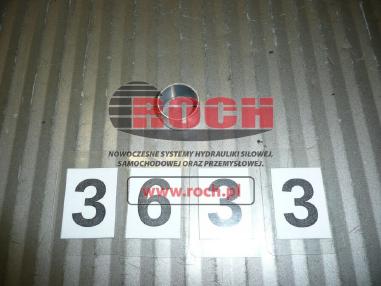 ROCH
NOWOCZESNE SYSTEMY HYDRAULIKI SIŁOWEJ,
SAMOCHODOWEJ ORAZ PRZEMYSŁOWEJ.
www.roch.pl
3 6 3 3